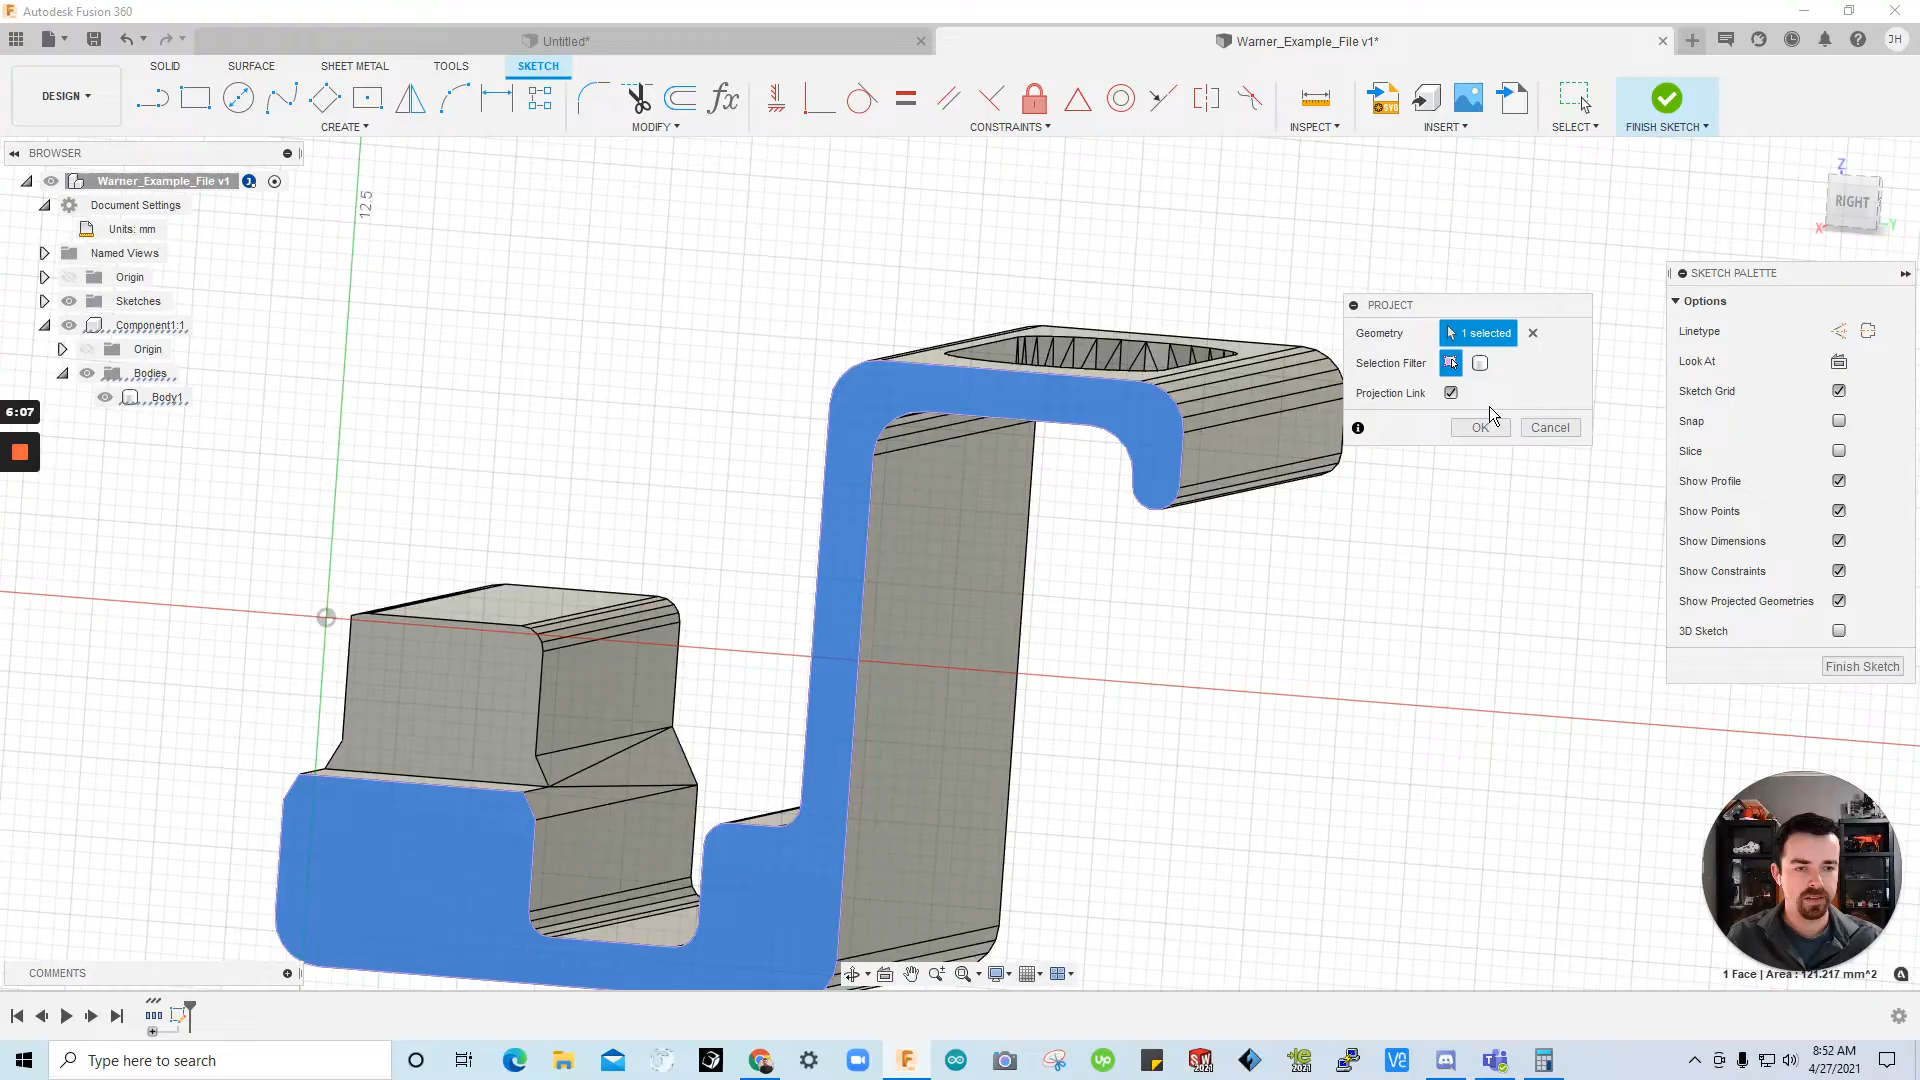 Autodesk Fusion 360
Untitled*
Warner_Example_File v1*
JH
SOLID
SURFACE
SHEET METAL
TOOLS
SKETCH
DESIGN
CREATE
MODIFY
CONSTRAINTS
INSPECT
INSERT
SELECT
FINISH SKETCH
BROWSER
Warner_Example_File v1
Document Settings
Units: mm
Named Views
Origin
Sketches
Component1:1
Origin
Bodies
Body1
6:07
12.5
Z
RIGHT
X
Y
PROJECT
Geometry
1 selected
Selection Filter
Projection Link
OK
Cancel
SKETCH PALETTE
Options
Linetype
Look At
Sketch Grid
Snap
Slice
Show Profile
Show Points
Show Dimensions
Show Constraints
Show Projected Geometries
3D Sketch
Finish Sketch
COMMENTS
1 Face | Area : 121.217 mm^2
Type here to search
8:52 AM
4/27/2021